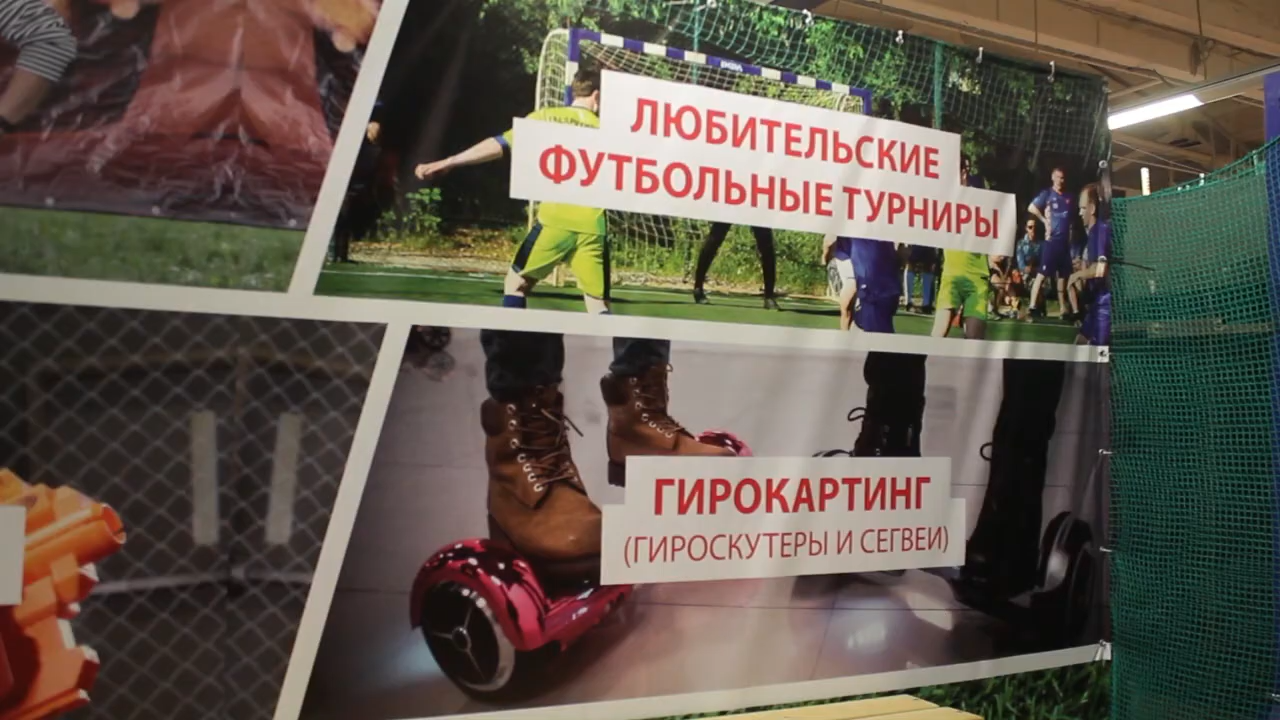 ЛЮБИТЕЛЬСКИЕ
ФУТБОЛЬНЫЕ ТУРНИРЫ
ГИРОКАРТИНГ
(ГИРОСКУТЕРЫ И СЕГВЕИ)